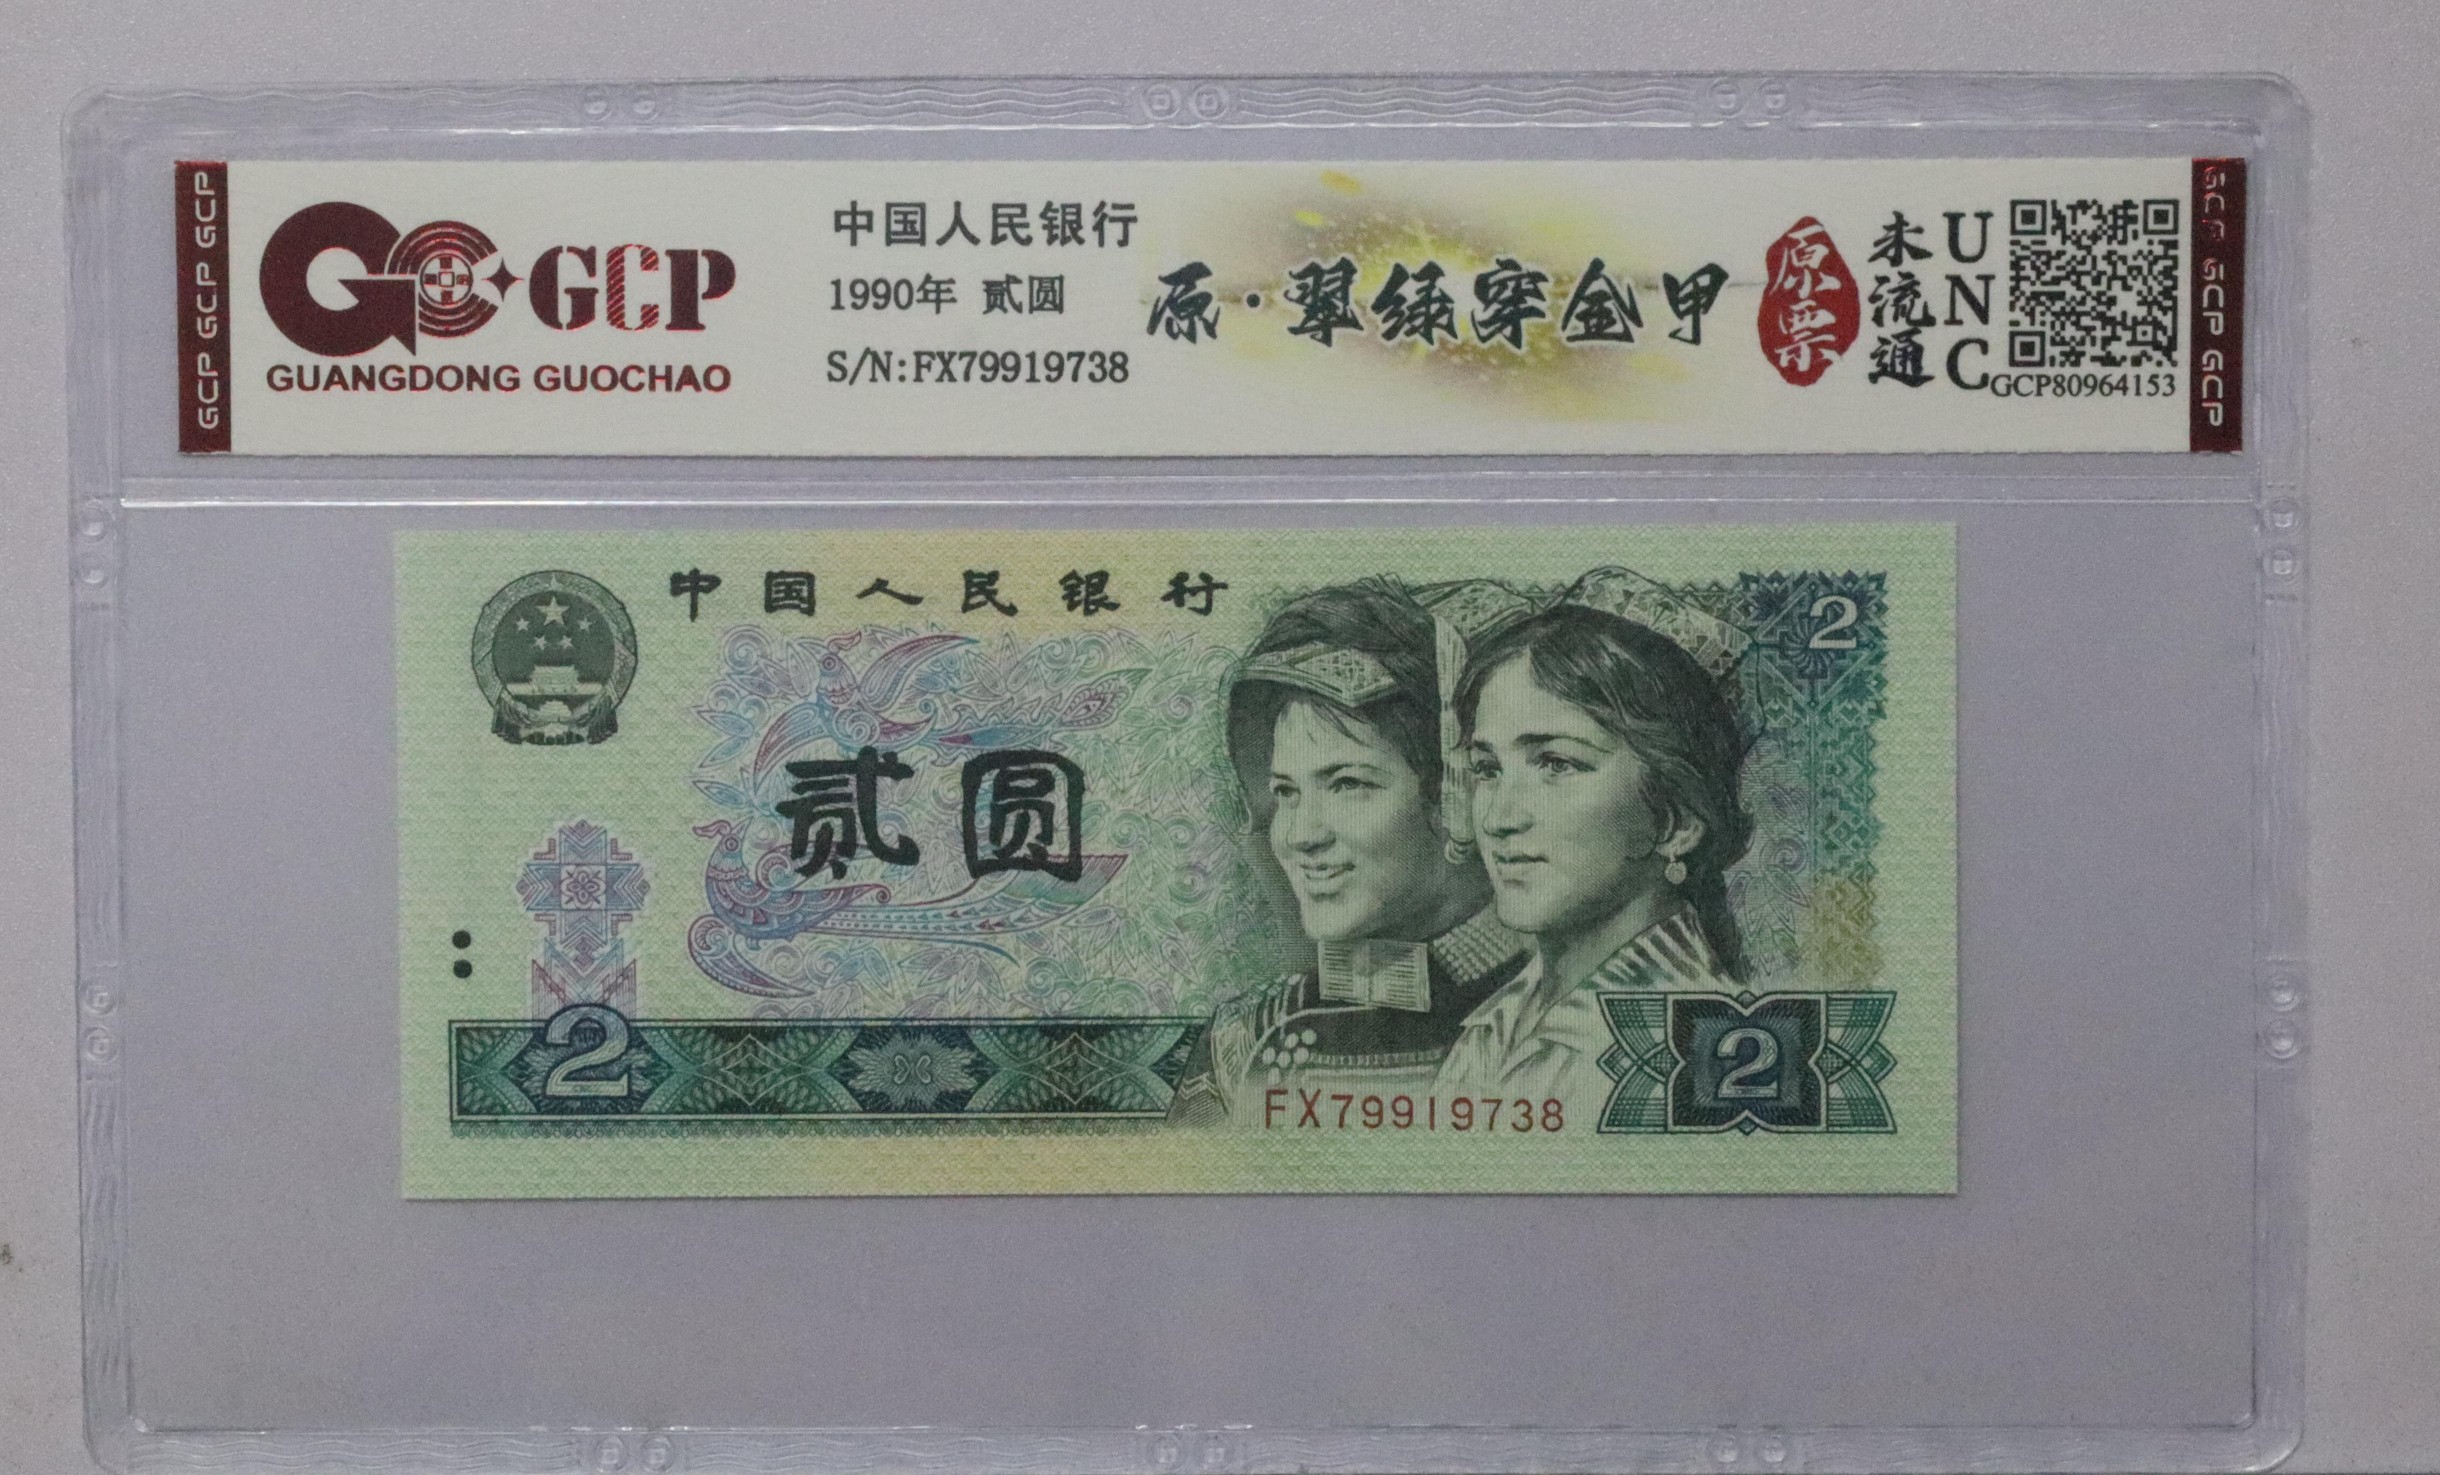 GCP GCP GCP
GCP
GUANGDONG GUOCHAO
中国人民银行
1990年 贰圆
S/N:FX79919738
原·翠绿穿金甲
原票
未流通
UNC
GCP80964153
GCP GCP GCP
中国人民银行
2
贰圆
2
2
FX79919738